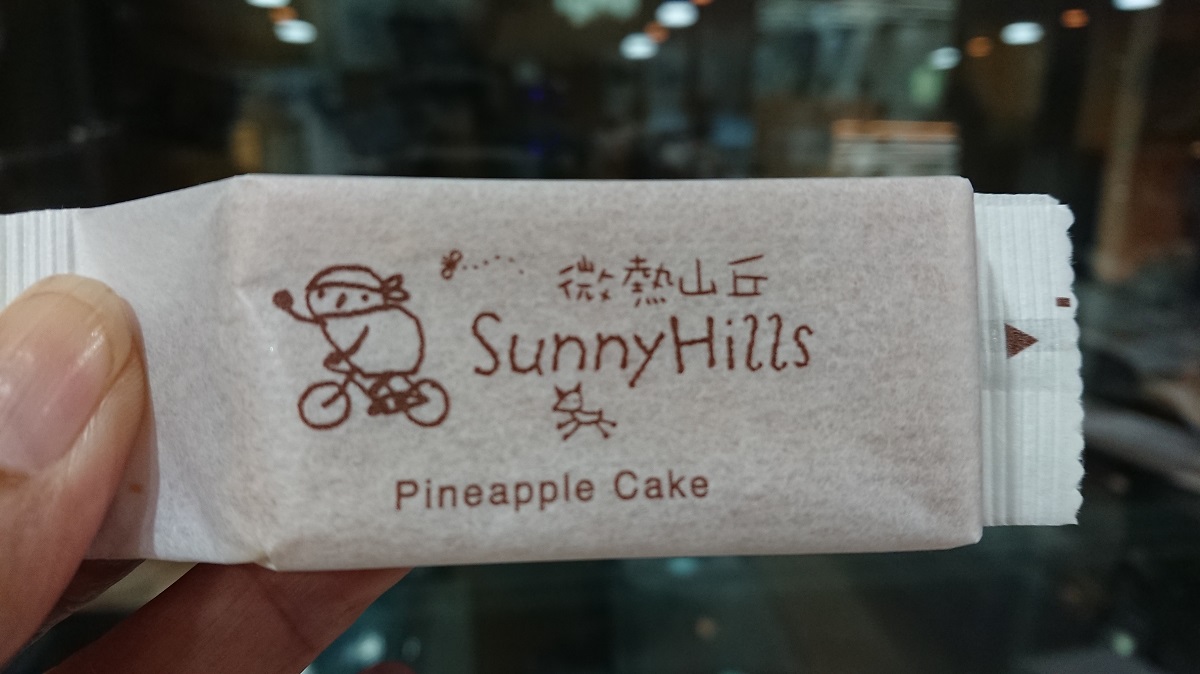 微熱山丘
SunnyHills
Pineapple Cake